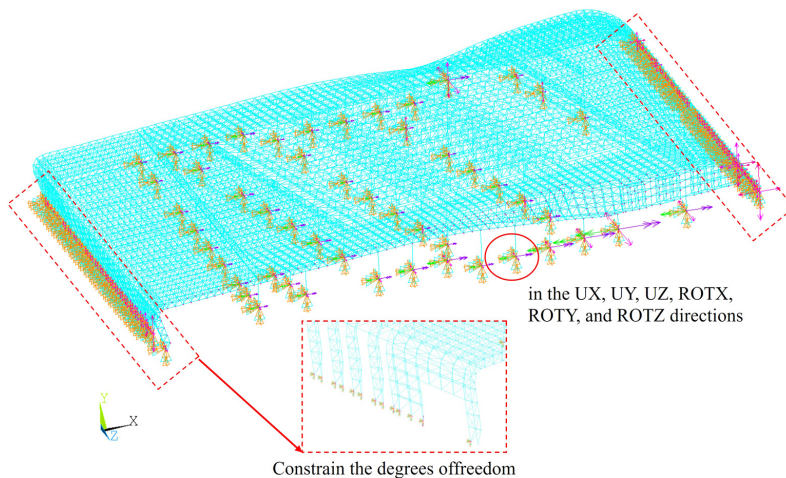 in the UX, UY, UZ, ROTX,
ROTY, and ROTZ directions
Y
X
Z
Constrain the degrees offreedom